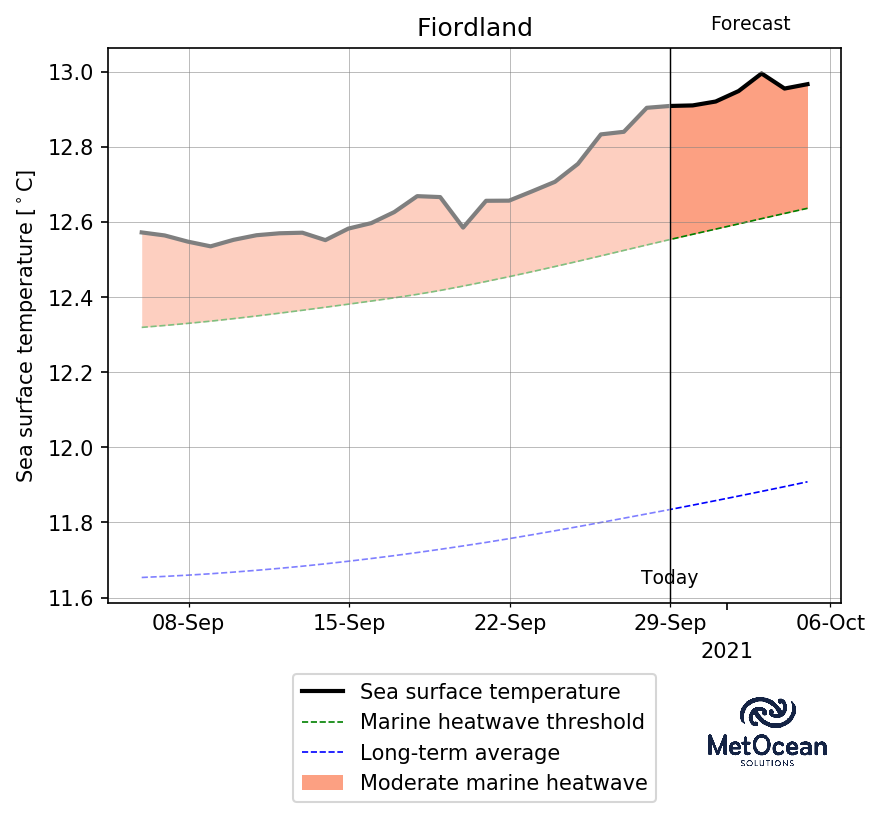 Fiordland
Forecast
Sea surface temperature [°C]
13.0
12.8
12.6
12.4
12.2
12.0
11.8
11.6
Today
08-Sep
15-Sep
22-Sep
29-Sep
06-Oct
2021
Sea surface temperature
Marine heatwave threshold
Long-term average
Moderate marine heatwave
MetOcean
SOLUTIONS